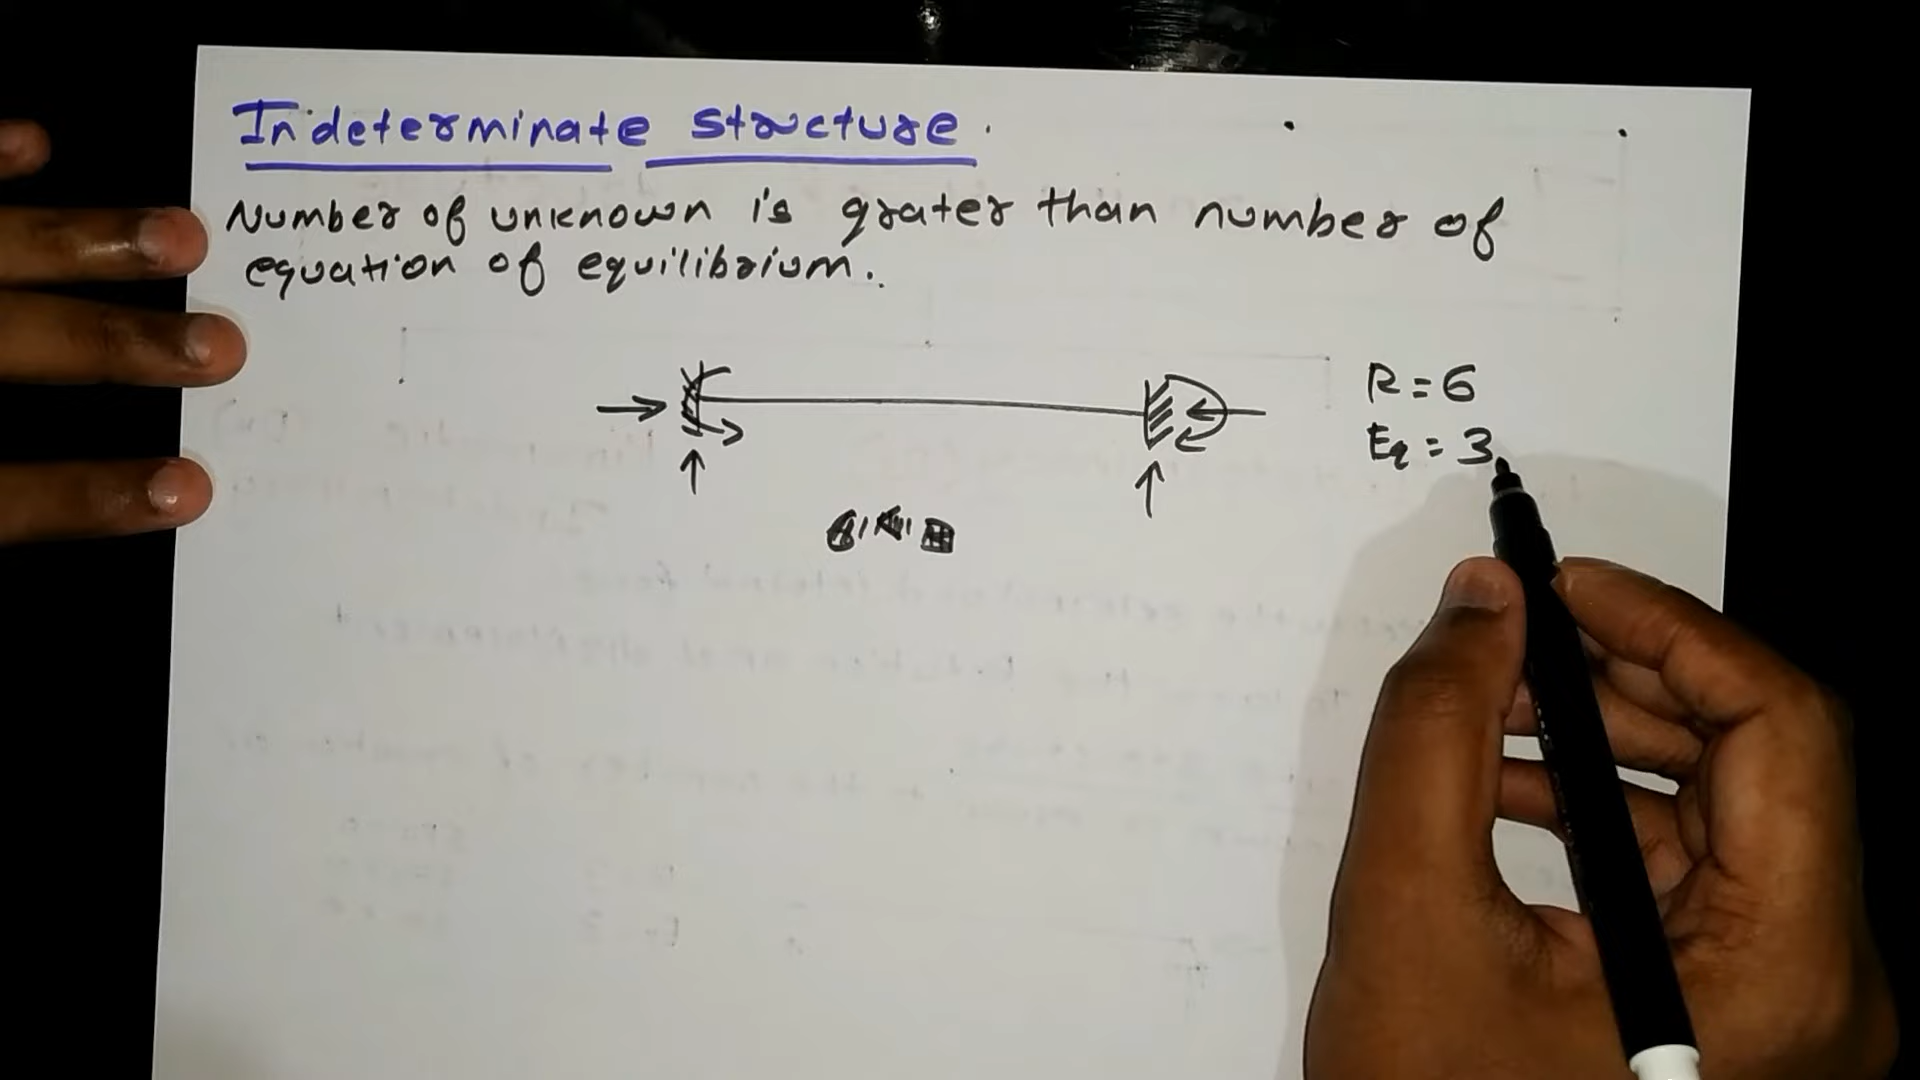 Indeterminate structure.
Number of unknown is grater than number of
equation of equilibrium.
R = 6
Eq = 3